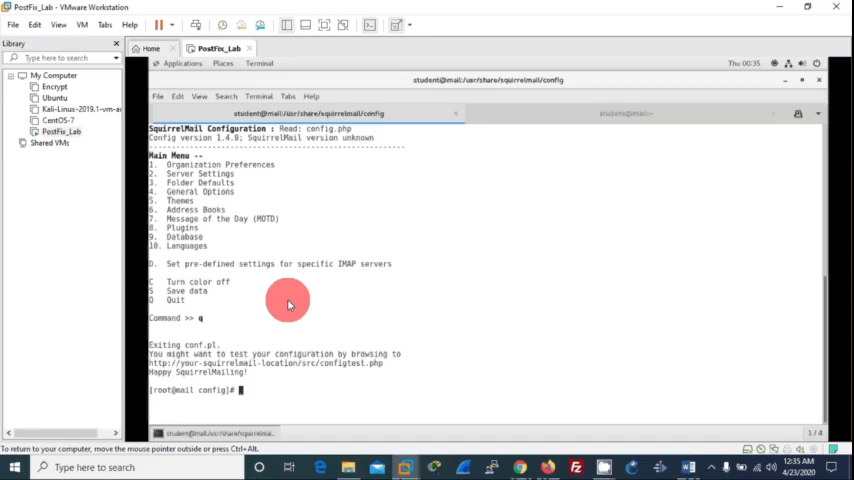 PostFix_Lab - VMware Workstation
File Edit View VM Tabs Help
Library
Type here to search
My Computer
Encrypt
Ubuntu
Kali-Linux-2019.1-vm-a
CentOS-7
PostFix_Lab
Shared VMs
Home PostFix_Lab
Applications Places Terminal Thu 00:35
student@mail:/usr/share/squirrelmail/config
File Edit View Search Terminal Tabs Help
student@mail:/usr/share/squirrelmail/config student@mail:~
SquirrelMail Configuration : Read: config.php
Config version 1.4.0; SquirrelMail version unknown
---------------------------------------------------------
Main Menu --
1. Organization Preferences
2. Server Settings
3. Folder Defaults
4. General Options
5. Themes
6. Address Books
7. Message of the Day (MOTD)
8. Plugins
9. Database
10. Languages
D. Set pre-defined settings for specific IMAP servers
C Turn color off
S Save data
Q Quit
Command >> q
Exiting conf.pl.
You might want to test your configuration by browsing to
http://your-squirrelmail-location/src/configtest.php
Happy SquirrelMailing!
[root@mail config]#
student@mail:/usr/share/squirrelmai... 1 / 4
To return to your computer, move the mouse pointer outside or press Ctrl+Alt.
Type here to search
12:35 AM
4/23/2020